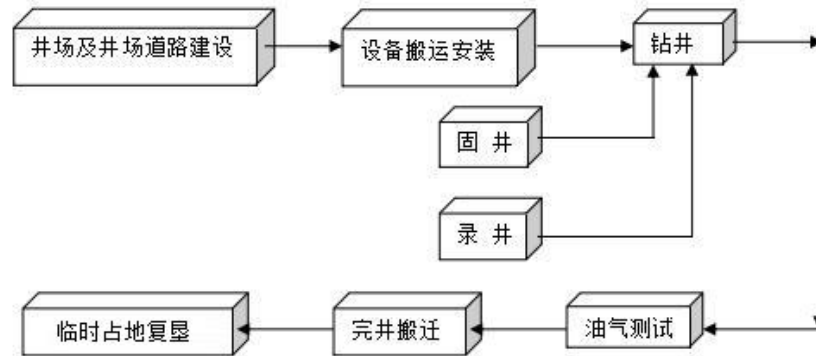 井场及井场道路建设
设备搬运安装
钻井
固 井
录 井
油气测试
完井搬迁
临时占地复垦